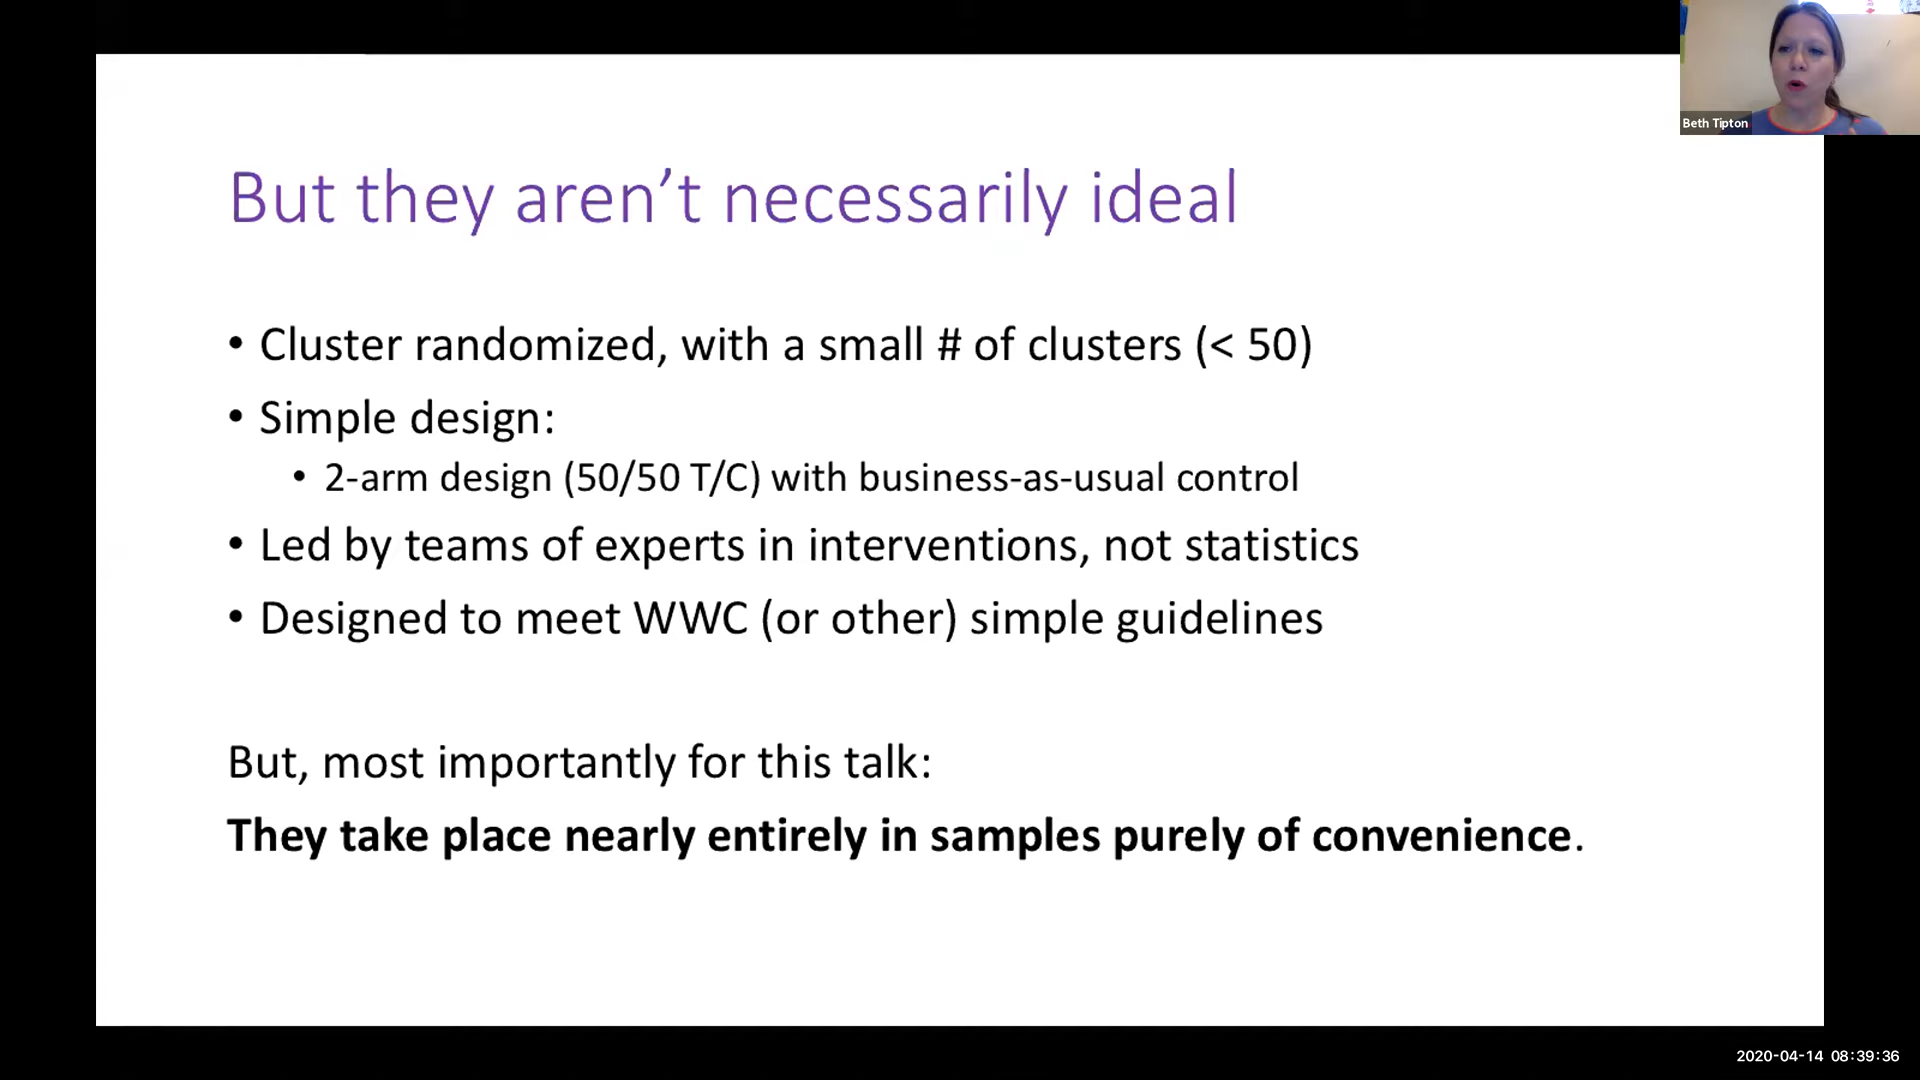 Beth Tipton
But they aren’t necessarily ideal
• Cluster randomized, with a small # of clusters (< 50)
• Simple design:
• 2-arm design (50/50 T/C) with business-as-usual control
• Led by teams of experts in interventions, not statistics
• Designed to meet WWC (or other) simple guidelines
But, most importantly for this talk:
They take place nearly entirely in samples purely of convenience.
2020-04-14 08:39:36